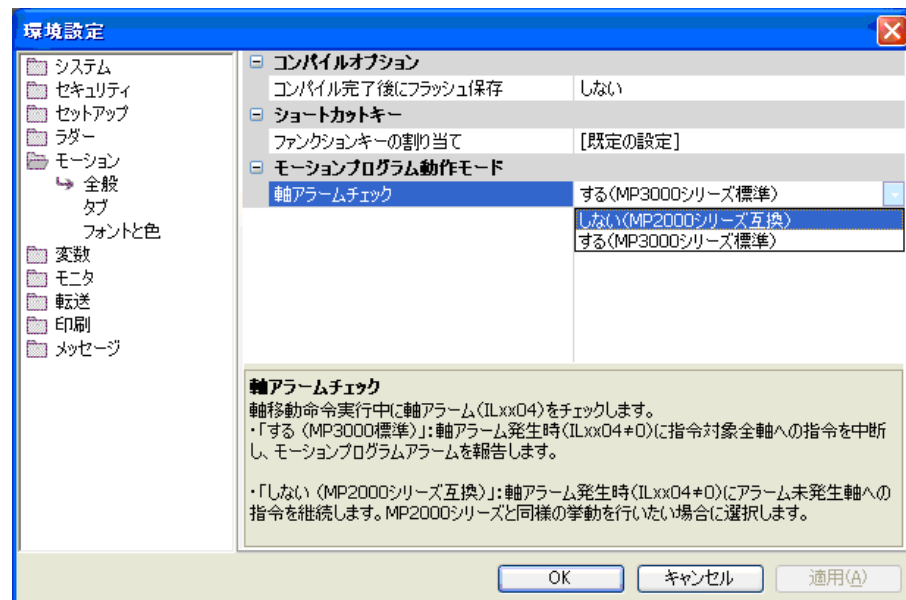 環境設定
システム
セキュリティ
セットアップ
ラダー
モーション
全般
タブ
フォントと色
変数
モニタ
転送
印刷
メッセージ
コンパイルオプション
コンパイル完了後にフラッシュ保存 しない
ショートカットキー
ファンクションキーの割り当て [既定の設定]
モーションプログラム動作モード
軸アラームチェック する(MP3000シリーズ標準)
しない(MP2000シリーズ互換)
する(MP3000シリーズ標準)
軸アラームチェック
軸移動命令実行中に軸アラーム(ILxx04)をチェックします。
・「する (MP3000標準)」:軸アラーム発生時(ILxx04≠0)に指令対象全軸への指令を中断
し、モーションプログラムアラームを報告します。
・「しない (MP2000シリーズ互換)」:軸アラーム発生時(ILxx04≠0)にアラーム未発生軸への
指令を継続します。MP2000シリーズと同様の挙動を行いたい場合に選択します。
OK キャンセル 適用(A)